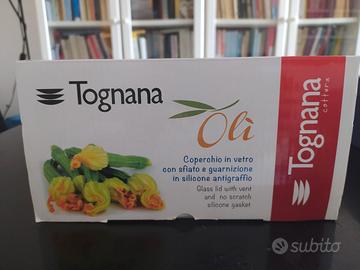 Tognana
Olì
Coperchio in vetro
con sfiato e guarnizione
in silicone antigraffio
Glass lid with vent
and no scratch
silicone gasket
Tognana
cottura
subito